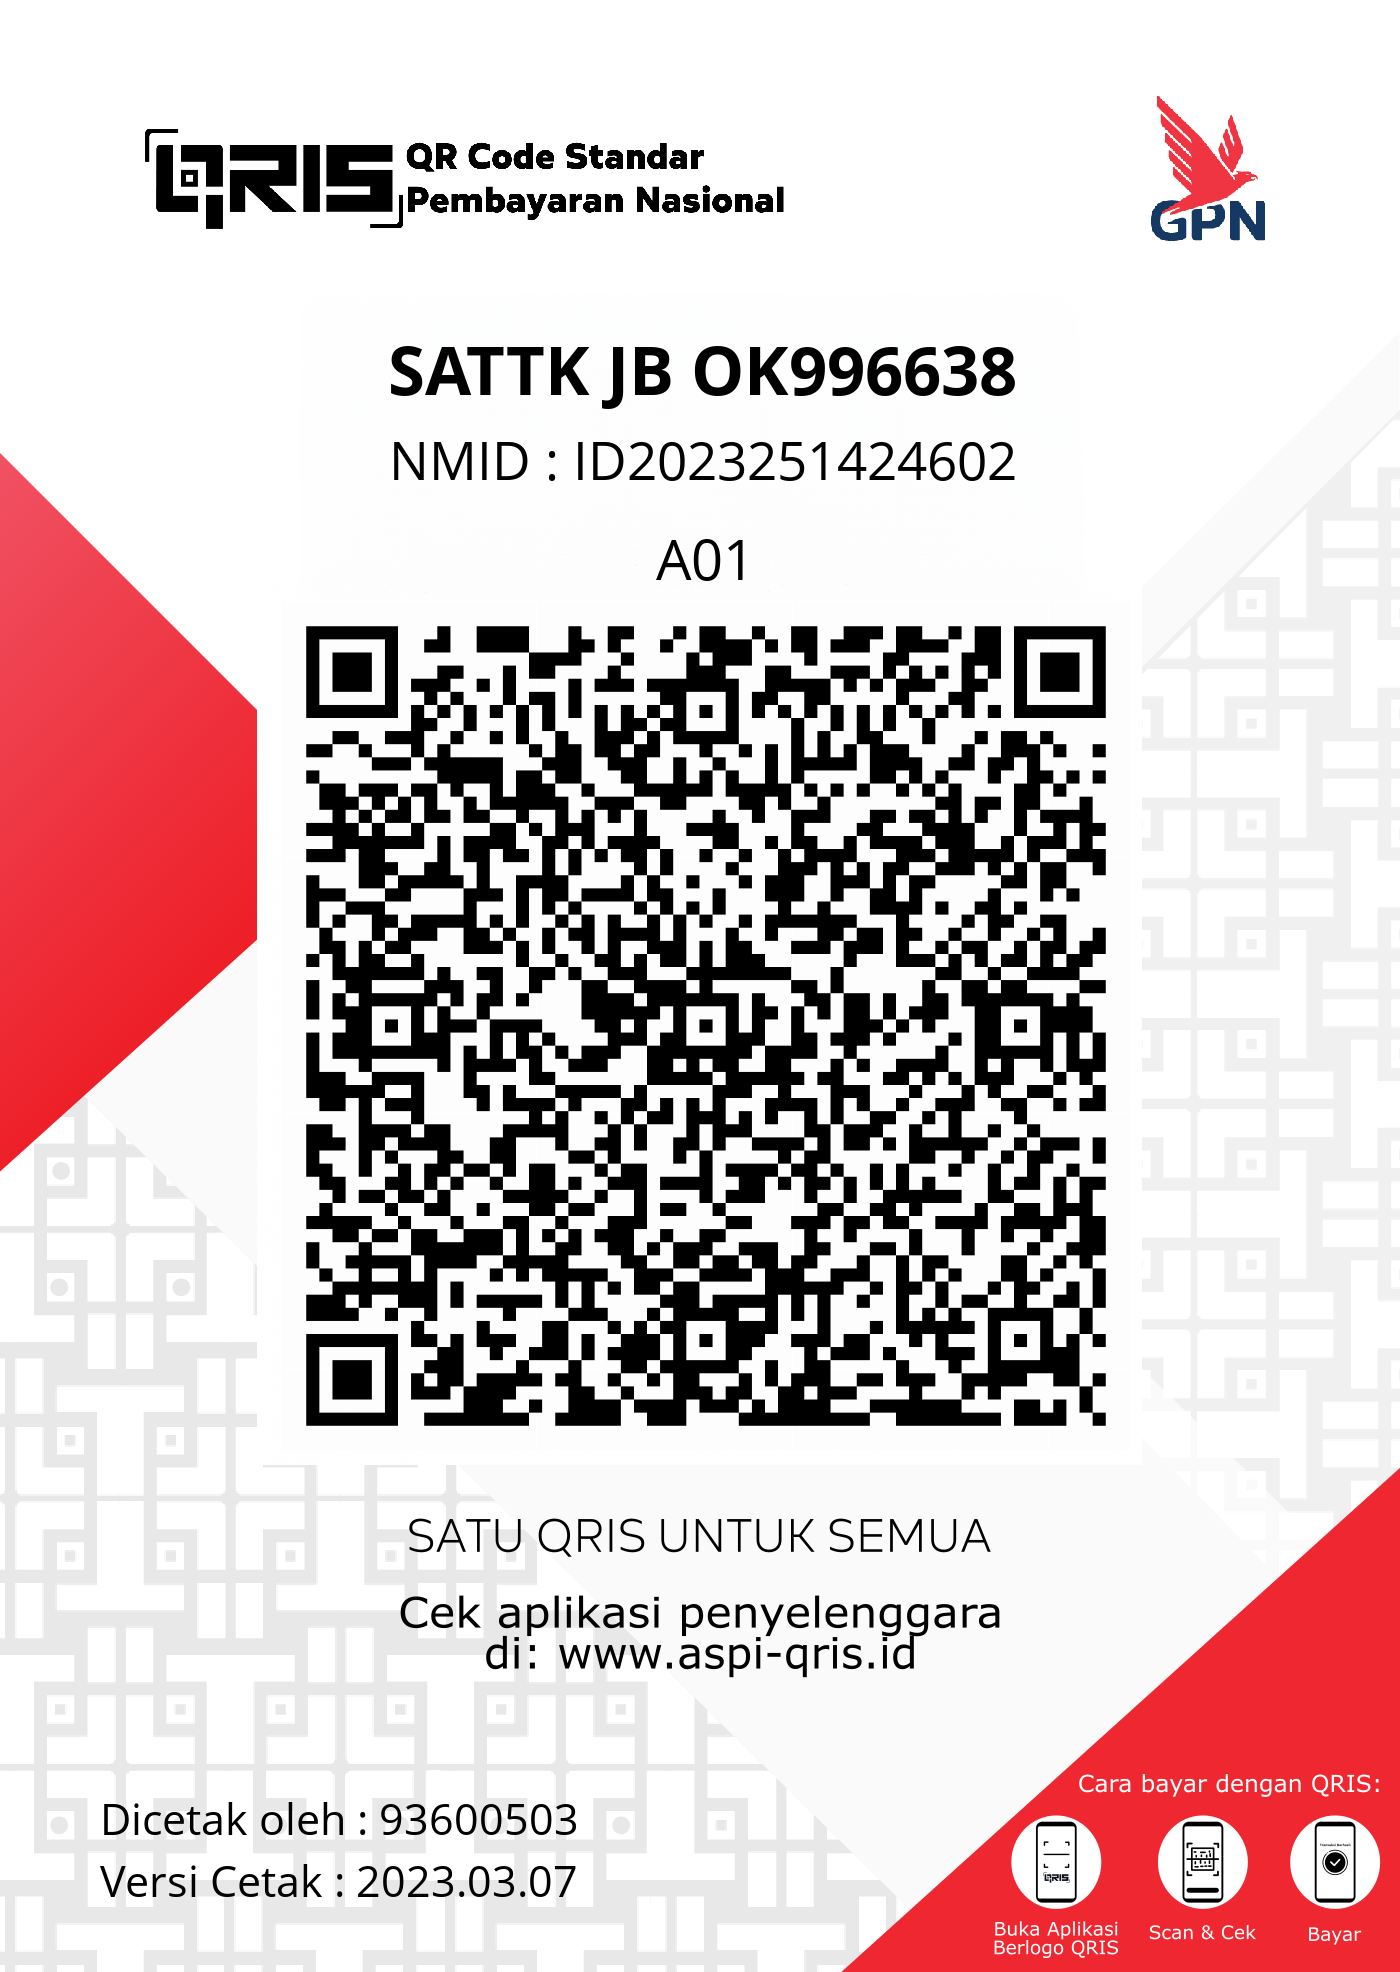 QRIS QR Code Standar
Pembayaran Nasional
GPN
SATTK JB OK996638
NMID : ID2023251424602
A01
SATU QRIS UNTUK SEMUA
Cek aplikasi penyelenggara
di: www.aspi-qris.id
Dicetak oleh : 93600503
Versi Cetak : 2023.03.07
Cara bayar dengan QRIS:
QRIS
Buka Aplikasi
Berlogo QRIS
Scan & Cek
Bayar